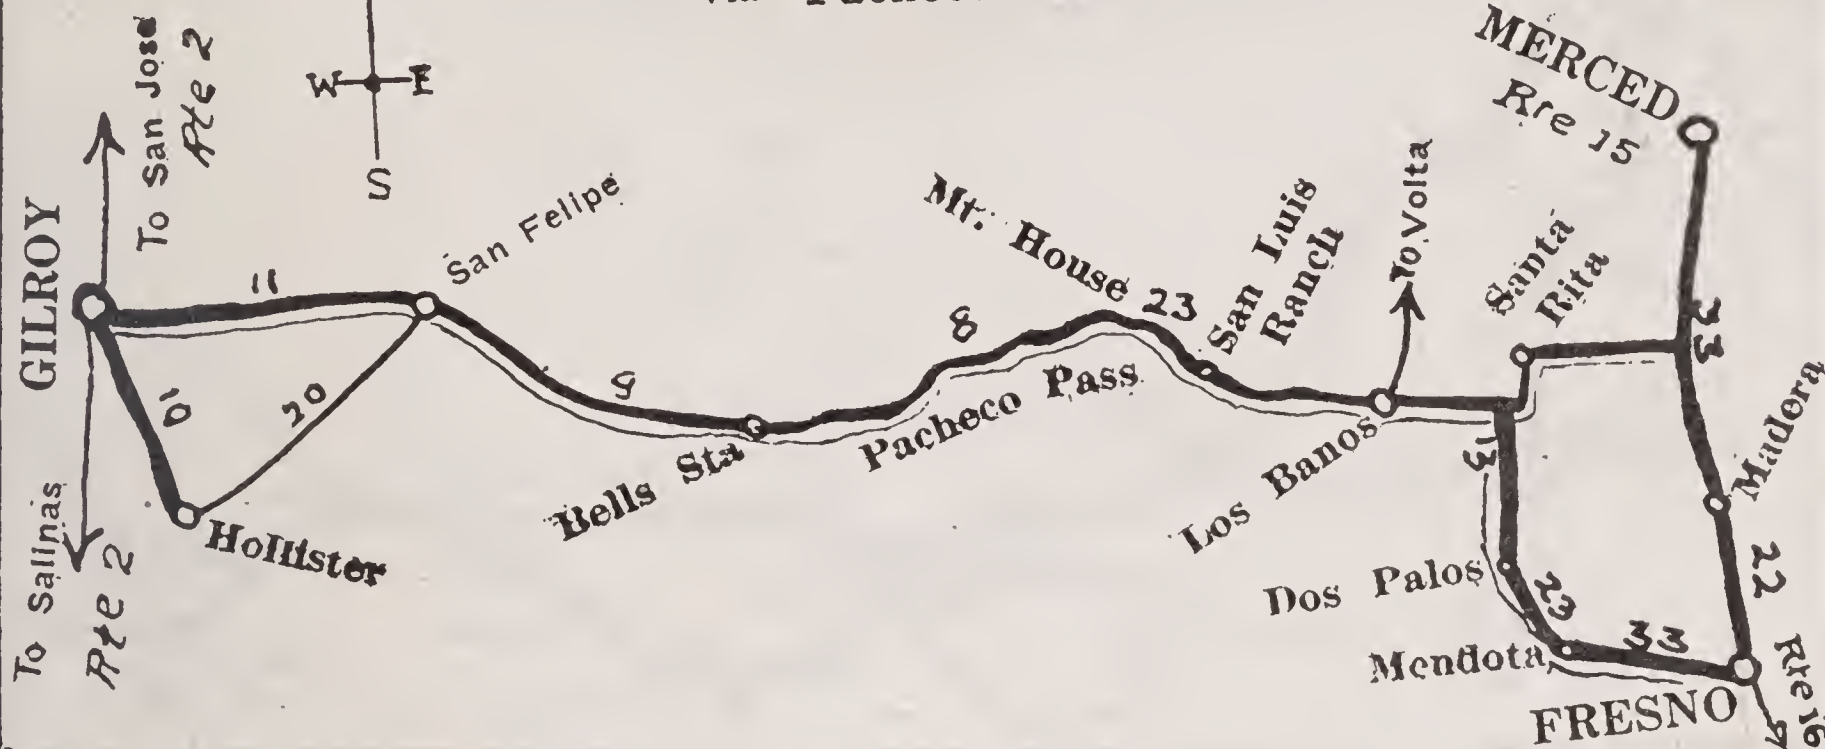 MERCED
Rte 15
To San Jose
Rte 2
W E
S
GILROY
11
San Felipe
Mt. House 23
San Luis
Ranch
To Volta
Santa
Rita
33
10
20
9
8
Bells Sta
Pacheco Pass
Los Banos
13
Madera
To Salinas
Rte 2
Hollister
Dos Palos
23
22
Mendota
33
FRESNO
Rte 16